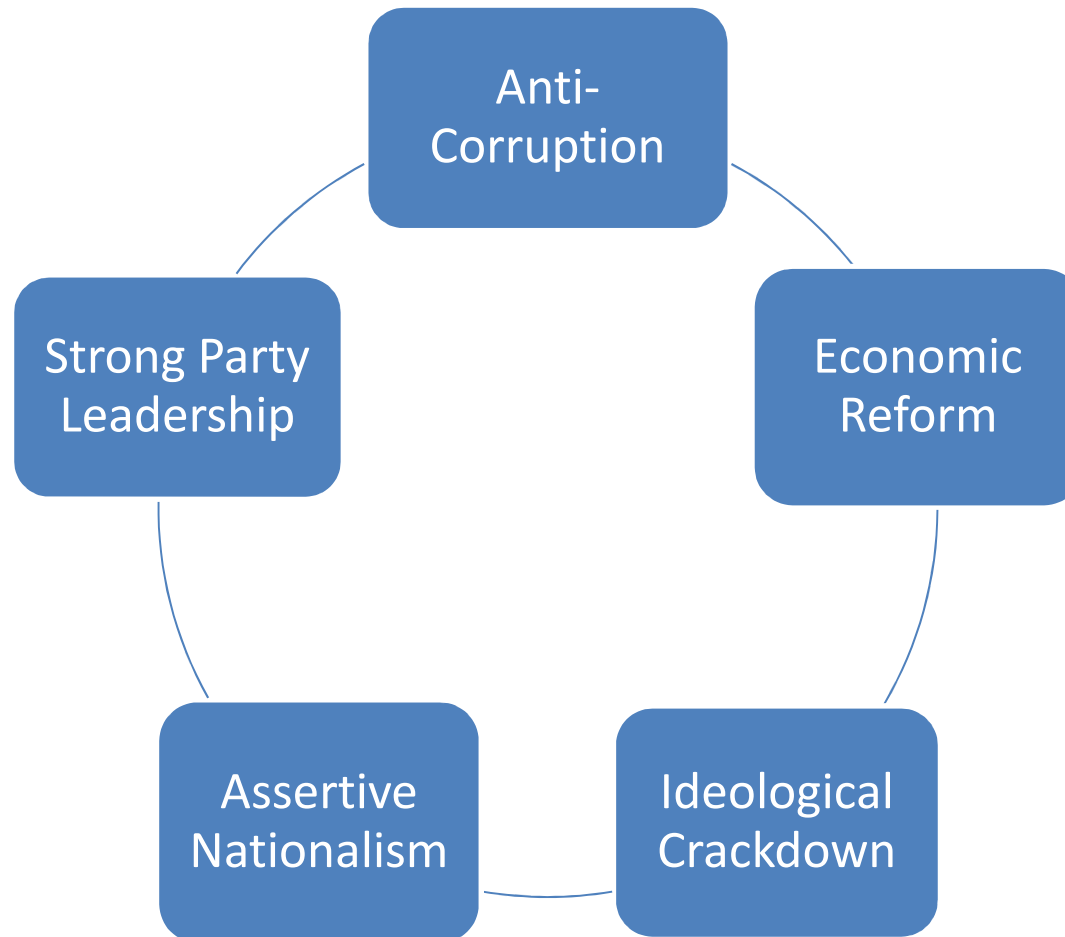 Anti-
Corruption
Economic
Reform
Ideological
Crackdown
Assertive
Nationalism
Strong Party
Leadership